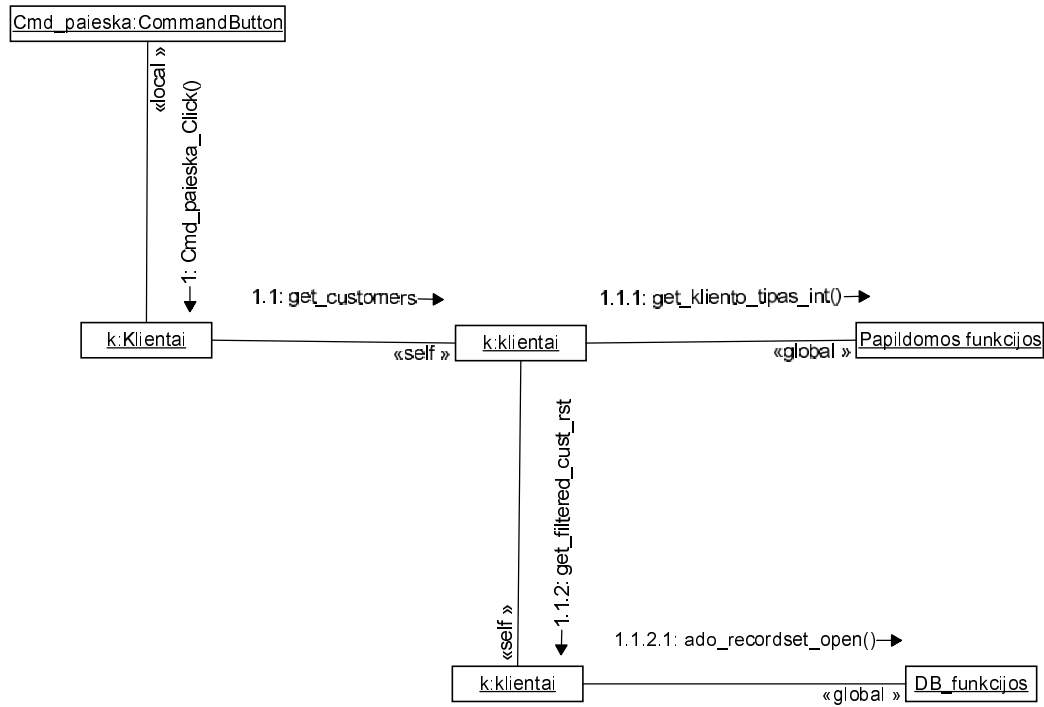 Cmd_paieska:CommandButton
«local »
1: Cmd_paieska_Click()
1.1: get_customers
1.1.1: get_kliento_tipas_int()
k:Klientai
«self »
k:klientai
«global »
Papildomos funkcijos
1.1.2: get_filtered_cust_rst
«self »
1.1.2.1: ado_recordset_open()
k:klientai
«global »
DB_funkcijos